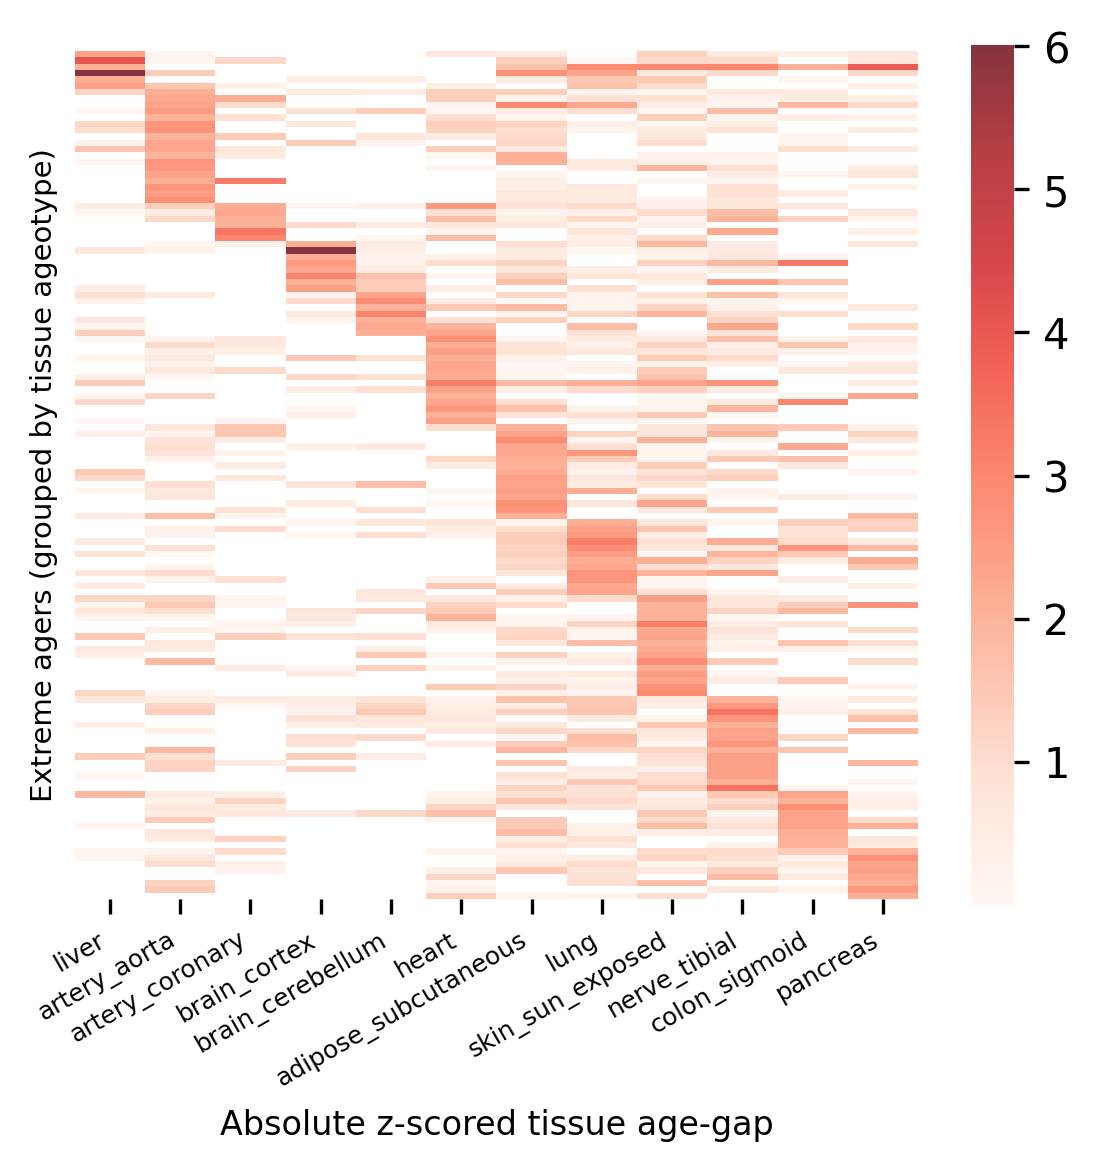 Extreme agers (grouped by tissue ageotype)
6
5
4
3
2
1
liver
artery_aorta
artery_coronary
brain_cortex
brain_cerebellum
heart
adipose_subcutaneous
lung
skin_sun_exposed
nerve_tibial
colon_sigmoid
pancreas
Absolute z-scored tissue age-gap